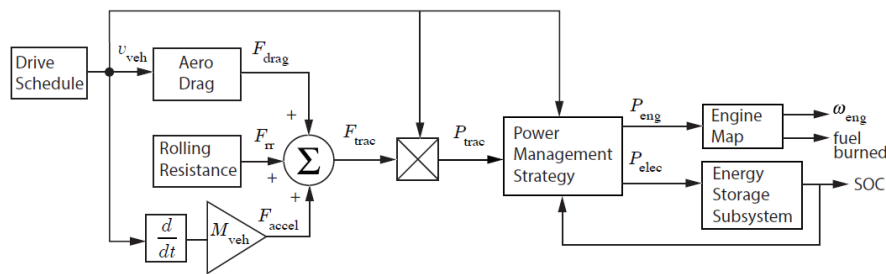 Drive
Schedule
v_veh
Aero
Drag
F_drag
+
Rolling
Resistance
F_rr
+
Σ
F_trac
P_trac
Power
Management
Strategy
P_eng
Engine
Map
ω_eng
fuel
burned
P_elec
Energy
Storage
Subsystem
SOC
d
dt
M_veh
F_accel
+